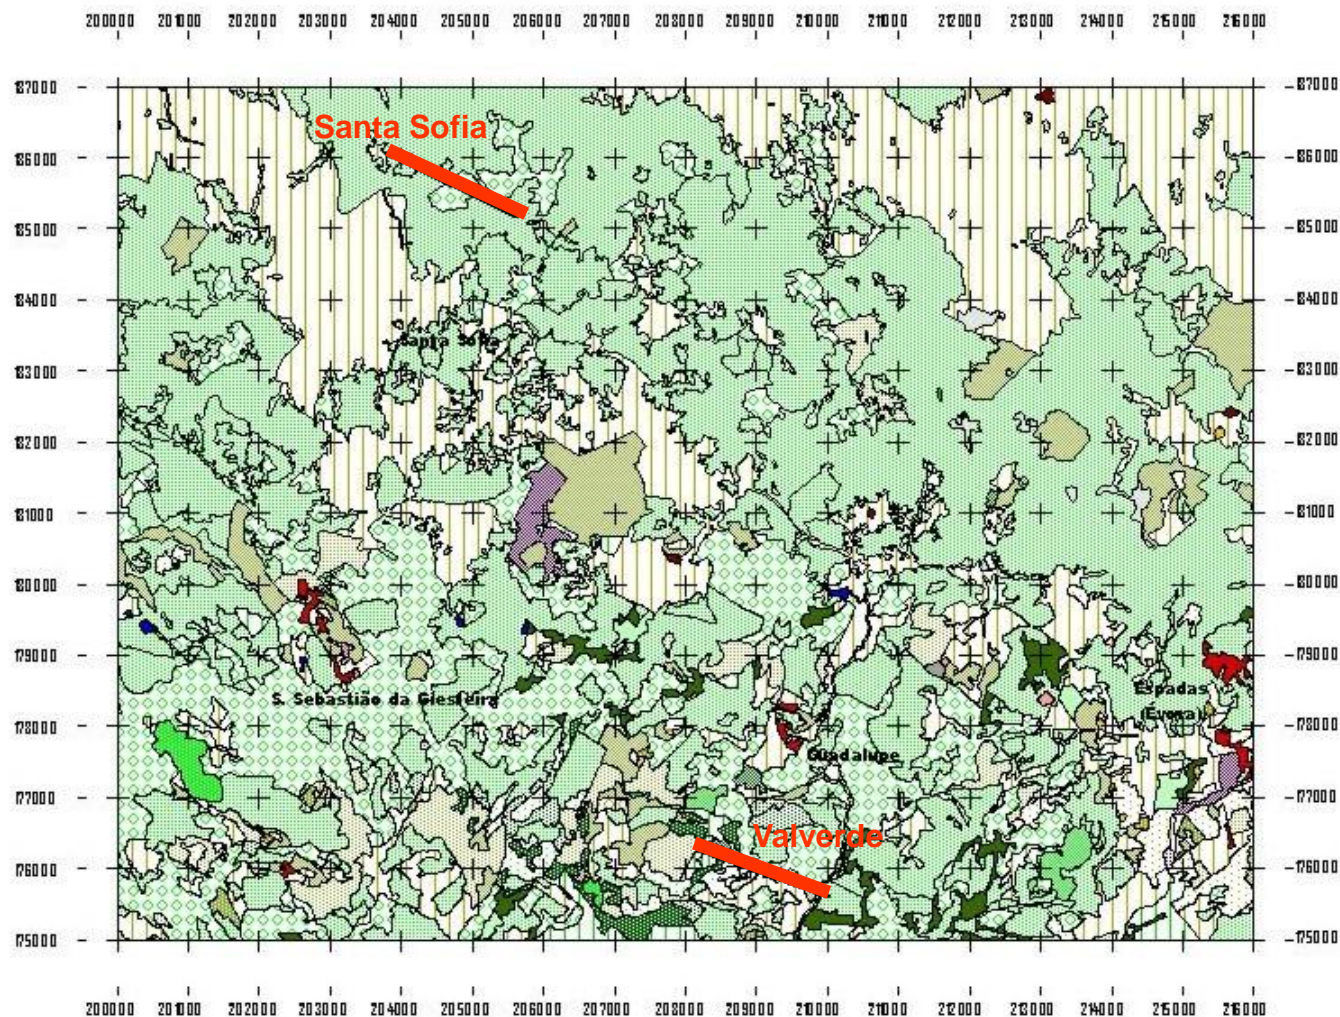 200000 201000 202000 203000 204000 205000 206000 207000 208000 209000 210000 211000 212000 213000 214000 215000 216000
187000 187000
Santa Sofia
186000 186000
185000 185000
184000 184000
Santa Sofia
183000 183000
182000 182000
181000 181000
180000 180000
179000 179000
S. Sebastião da Giesteira
Espadas
(Évora)
178000 178000
Guadalupe
177000 177000
Valverde
176000 176000
175000 175000
200000 201000 202000 203000 204000 205000 206000 207000 208000 209000 210000 211000 212000 213000 214000 215000 216000